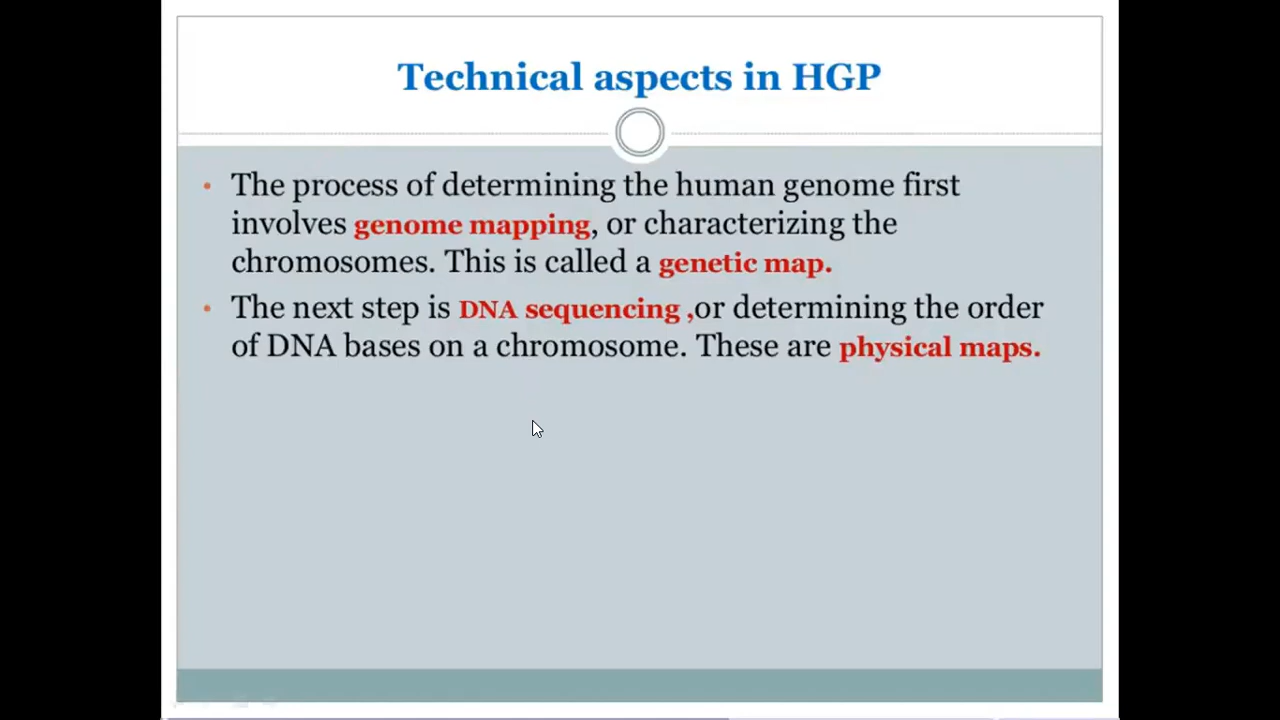 Technical aspects in HGP
• The process of determining the human genome first
involves genome mapping, or characterizing the
chromosomes. This is called a genetic map.
• The next step is DNA sequencing ,or determining the order
of DNA bases on a chromosome. These are physical maps.